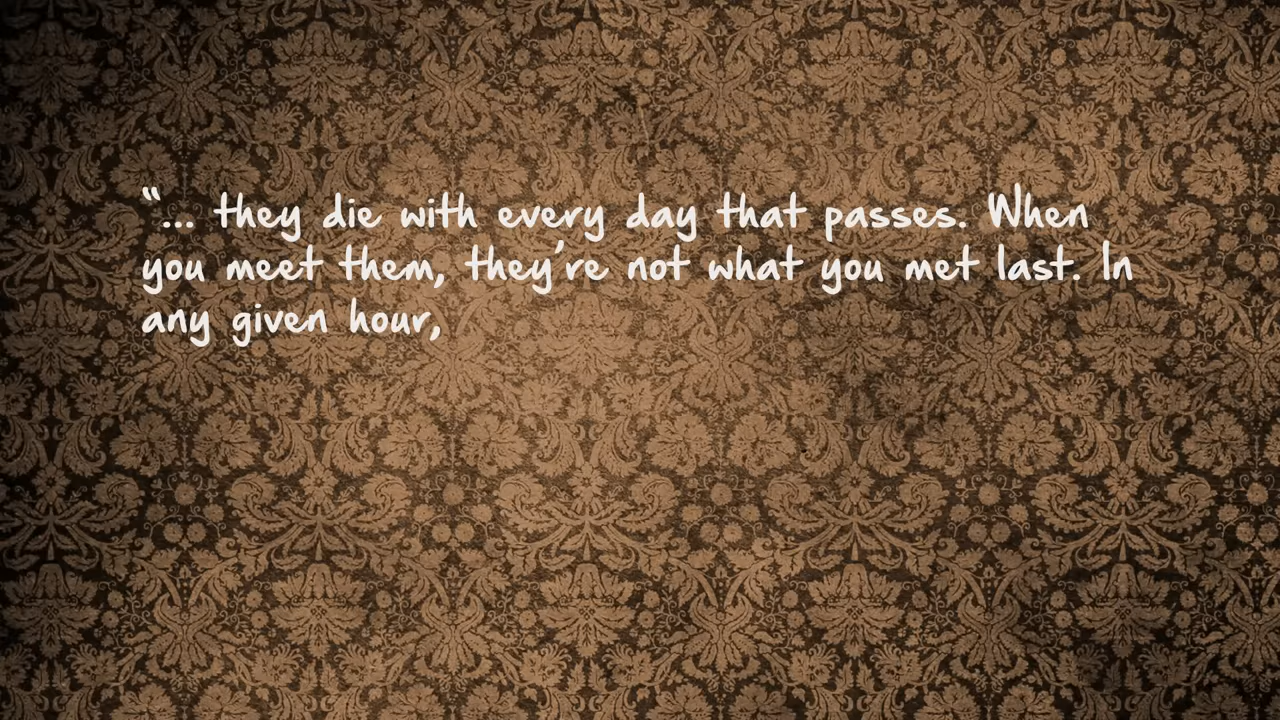 “... they die with every day that passes. When
you meet them, they’re not what you met last. In
any given hour,